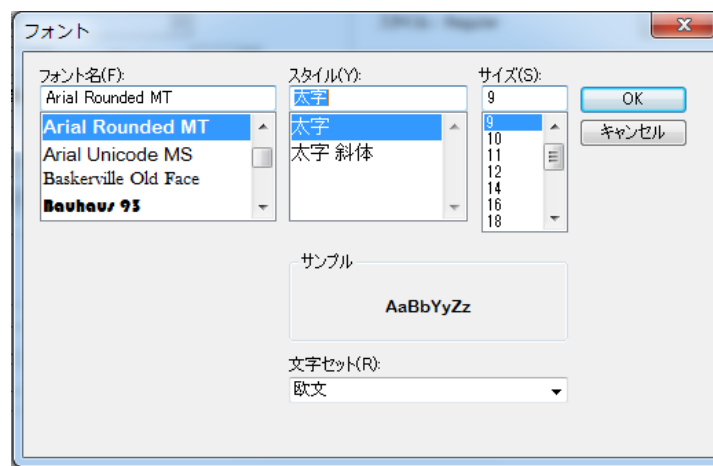 フォント
フォント名(F):
Arial Rounded MT
Arial Rounded MT
Arial Unicode MS
Baskerville Old Face
Bauhaus 93
スタイル(Y):
太字
太字
太字 斜体
サイズ(S):
9
9
10
11
12
14
16
18
OK
キャンセル
サンプル
AaBbYyZz
文字セット(R):
欧文